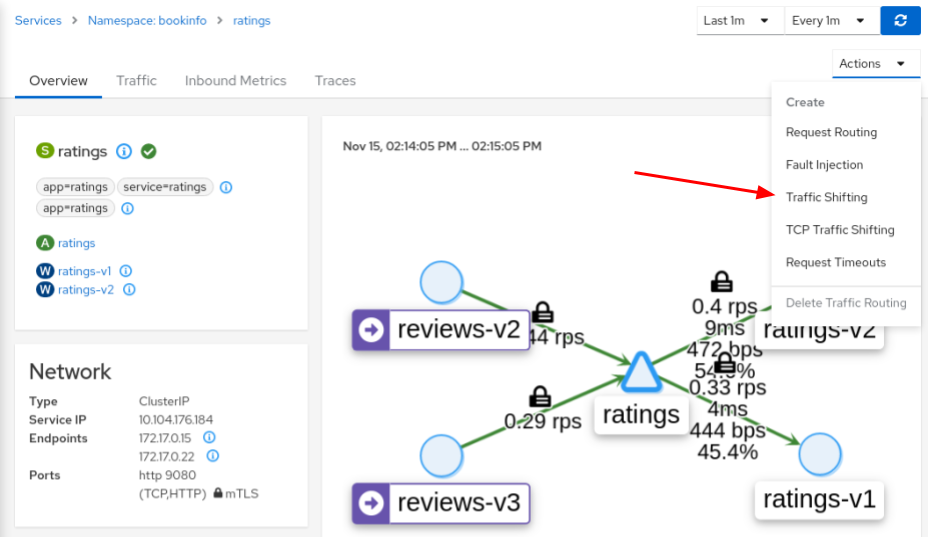 Services > Namespace: bookinfo > ratings
Last 1m
Every 1m
Actions
Overview
Traffic
Inbound Metrics
Traces
Create
Request Routing
Fault Injection
Traffic Shifting
TCP Traffic Shifting
Request Timeouts
Delete Traffic Routing
S ratings
app=ratings service=ratings
app=ratings
A ratings
W ratings-v1
W ratings-v2
Network
Type ClusterIP
Service IP 10.104.176.184
Endpoints 172.17.0.15
172.17.0.22
Ports http 9080
(TCP,HTTP) mTLS
Nov 15, 02:14:05 PM ... 02:15:05 PM
reviews-v2
44 rps
0.4 rps
9ms
472 bps
ratings-v2
0.29 rps
ratings
0.33 rps
4ms
444 bps
45.4%
reviews-v3
ratings-v1